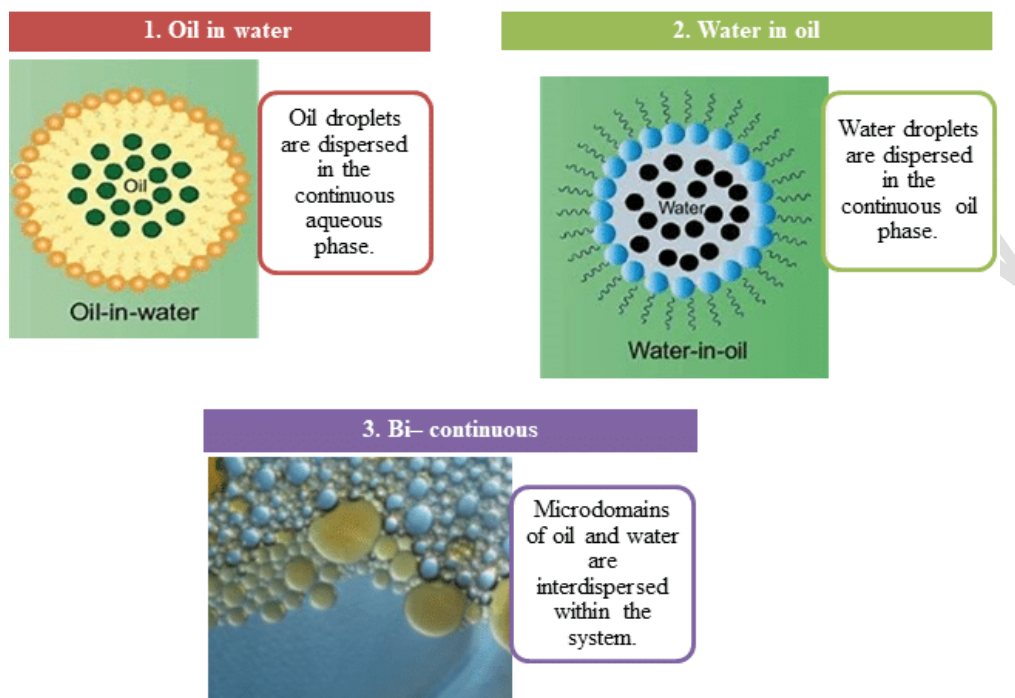 1. Oil in water
Oil
Oil-in-water
Oil droplets
are dispersed
in the
continuous
aqueous
phase.
2. Water in oil
Water
Water-in-oil
Water droplets
are dispersed
in the
continuous oil
phase.
3. Bi– continuous
Microdomains
of oil and water
are
interdispersed
within the
system.